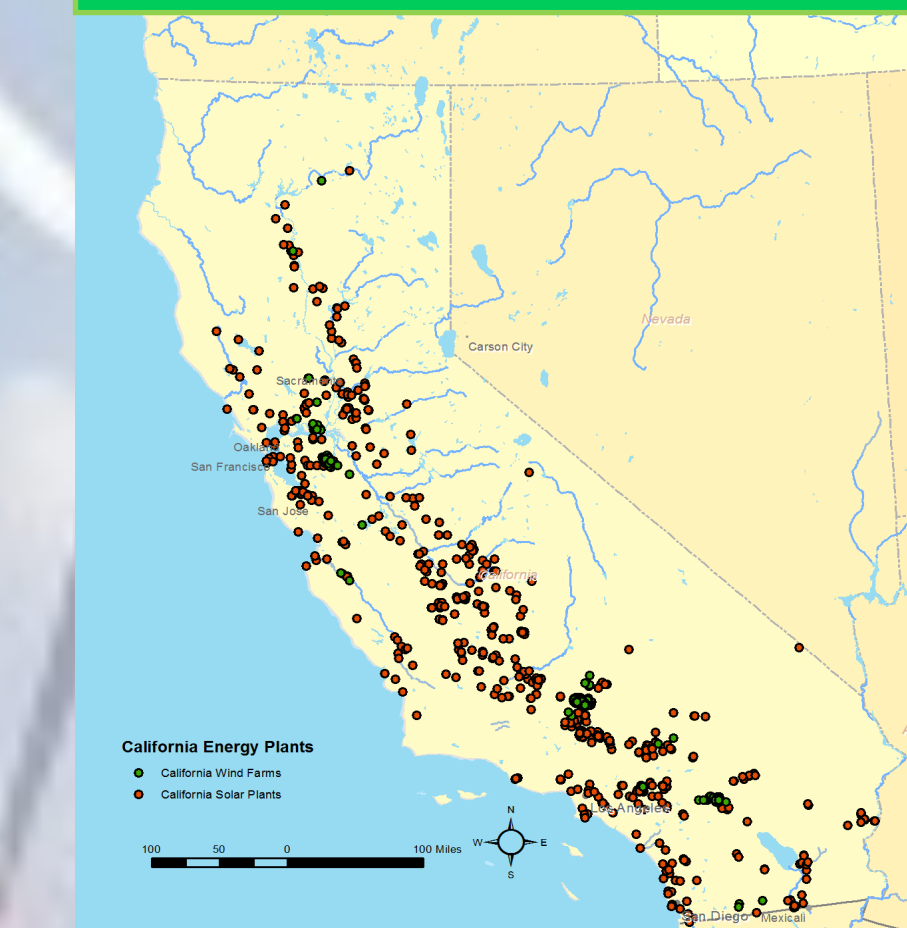 Nevada
Carson City
Sacramento
Oakland
San Francisco
San Jose
California
California Energy Plants
California Wind Farms
California Solar Plants
Los Angeles
N
W
E
S
100 50 0 100 Miles
San Diego
Mexicali